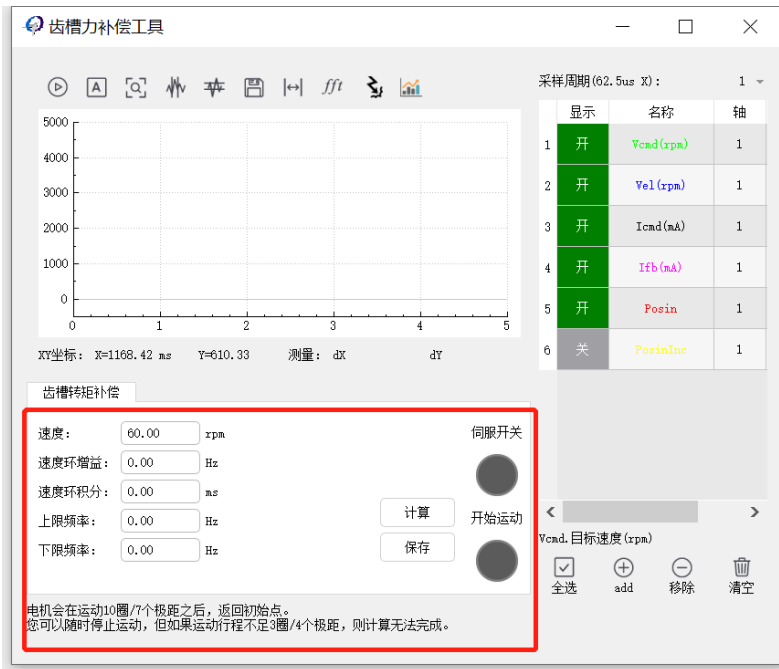 齿槽力补偿工具
A
fft
采样周期(62.5us X): 1
显示 名称 轴
1 开 Vcmd(rpm) 1
2 开 Vel(rpm) 1
3 开 Icmd(mA) 1
4 开 Ifb(mA) 1
5 开 Posin 1
6 关 PosinInc 1
5000
4000
3000
2000
1000
0
0 1 2 3 4 5
XY坐标: X=1168.42 ms Y=610.33 测量: dX dY
齿槽转矩补偿
速度: 60.00 rpm
速度环增益: 0.00 Hz
速度环积分: 0.00 ms
上限频率: 0.00 Hz
下限频率: 0.00 Hz
计算
保存
伺服开关
开始运动
电机会在运动10圈/7个极距之后，返回初始点。
您可以随时停止运动，但如果运动行程不足3圈/4个极距，则计算无法完成。
Vcmd.目标速度(rpm)
全选 add 移除 清空